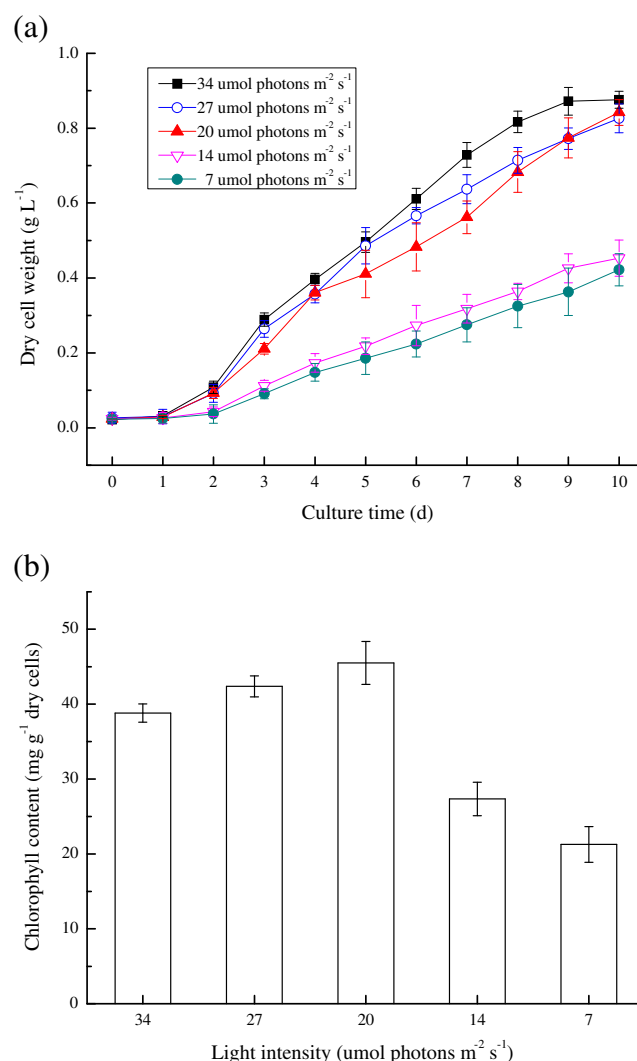 (a)
1.0
0.8
0.6
0.4
0.2
0.0
Dry cell weight (g L⁻¹)
34 umol photons m⁻² s⁻¹
27 umol photons m⁻² s⁻¹
20 umol photons m⁻² s⁻¹
14 umol photons m⁻² s⁻¹
7 umol photons m⁻² s⁻¹
0 1 2 3 4 5 6 7 8 9 10
Culture time (d)
(b)
50
40
30
20
10
0
Chlorophyll content (mg g⁻¹ dry cells)
34 27 20 14 7
Light intensity (umol photons m⁻² s⁻¹)